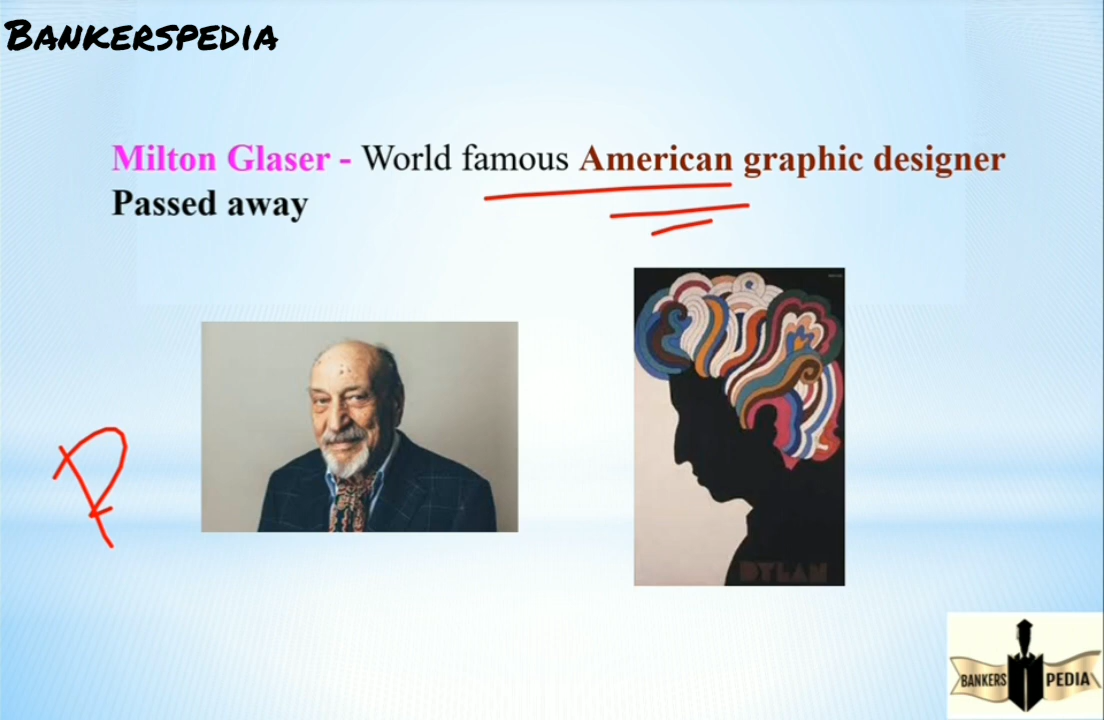 BANKERSPEDIA
Milton Glaser - World famous American graphic designer
Passed away
R
DYLAN
BANKERS PEDIA